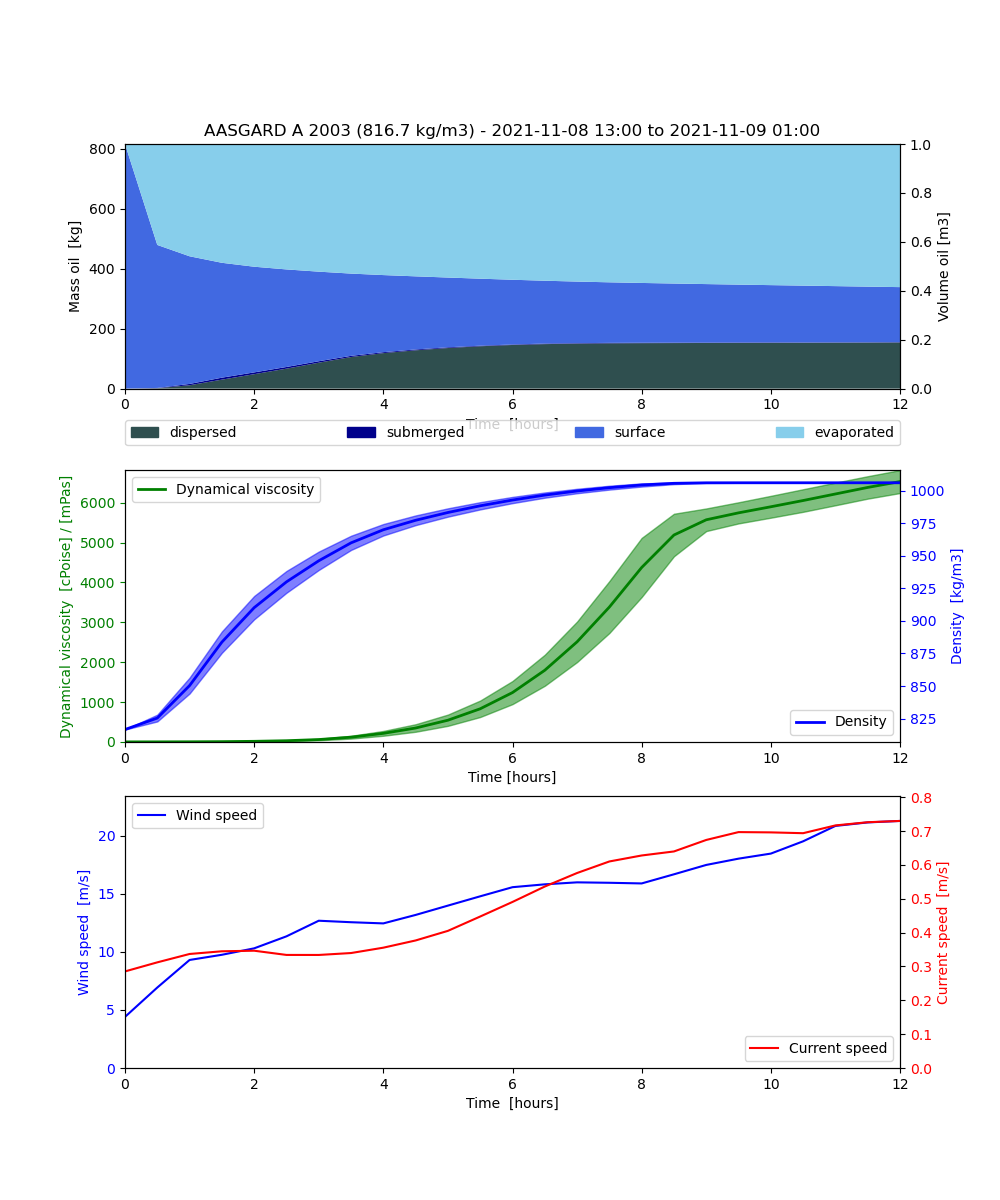 AASGARD A 2003 (816.7 kg/m3) - 2021-11-08 13:00 to 2021-11-09 01:00
800
600
400
200
0
Mass oil [kg]
1.0
0.8
0.6
0.4
0.2
0.0
Volume oil [m3]
0 2 4 6 8 10 12
Time [hours]
dispersed submerged surface evaporated
Dynamical viscosity
6000
5000
4000
3000
2000
1000
0
Dynamical viscosity [cPoise] / [mPas]
1000
975
950
925
900
875
850
825
Density [kg/m3]
Density
0 2 4 6 8 10 12
Time [hours]
Wind speed
20
15
10
5
0
Wind speed [m/s]
0.8
0.7
0.6
0.5
0.4
0.3
0.2
0.1
0.0
Current speed [m/s]
Current speed
0 2 4 6 8 10 12
Time [hours]